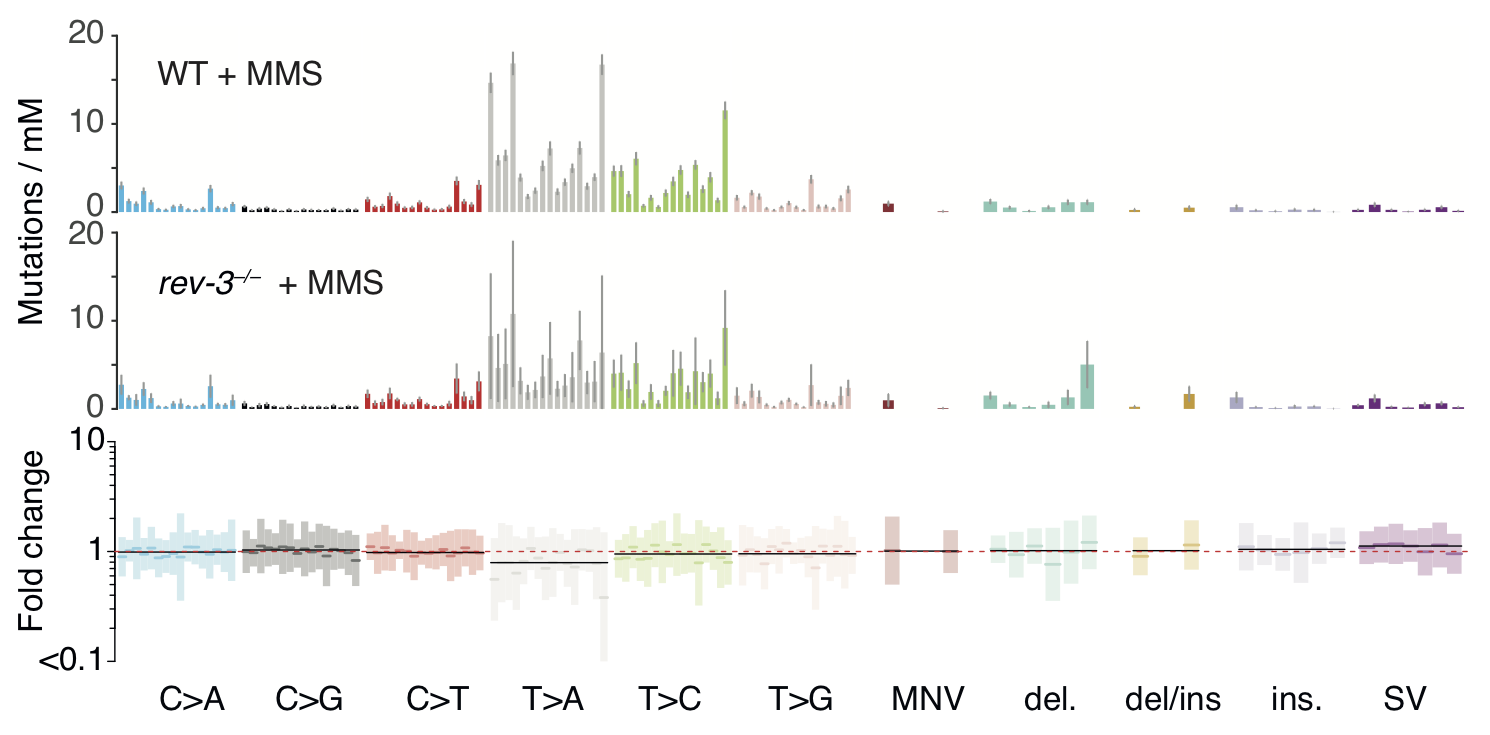 Mutations / mM
20
10
0
WT + MMS
20
10
0
rev-3–/– + MMS
Fold change
10
1
<0.1
C>A C>G C>T T>A T>C T>G MNV del. del/ins ins. SV